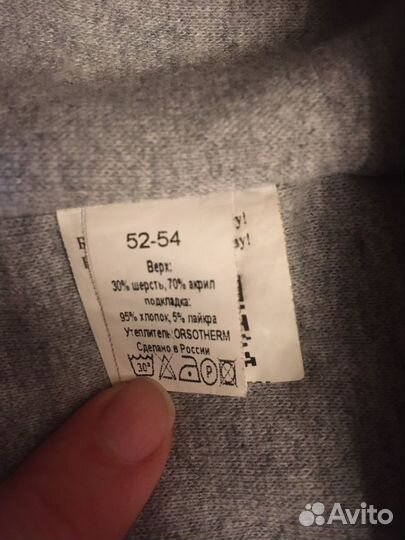 52-54
Верх:
30% шерсть, 70% акрил
подкладка:
95% хлопок, 5% лайкра
Утеплитель: ORSOTHERM
Сделано в России
30°
P
Avito